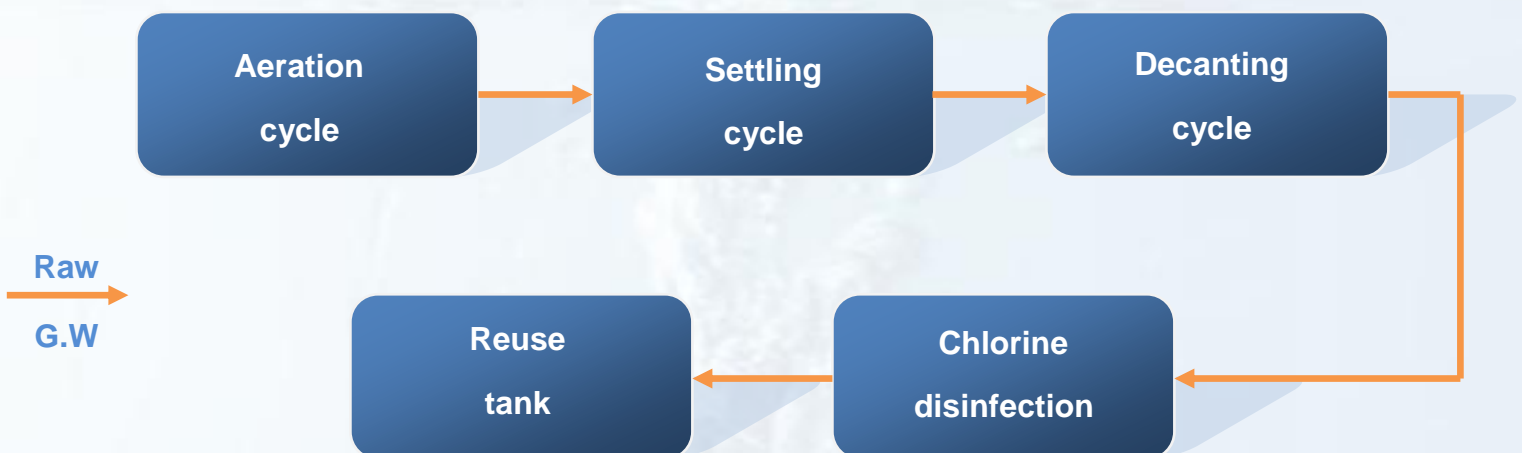 Aeration
cycle
Settling
cycle
Decanting
cycle
Raw
G.W
Reuse
tank
Chlorine
disinfection